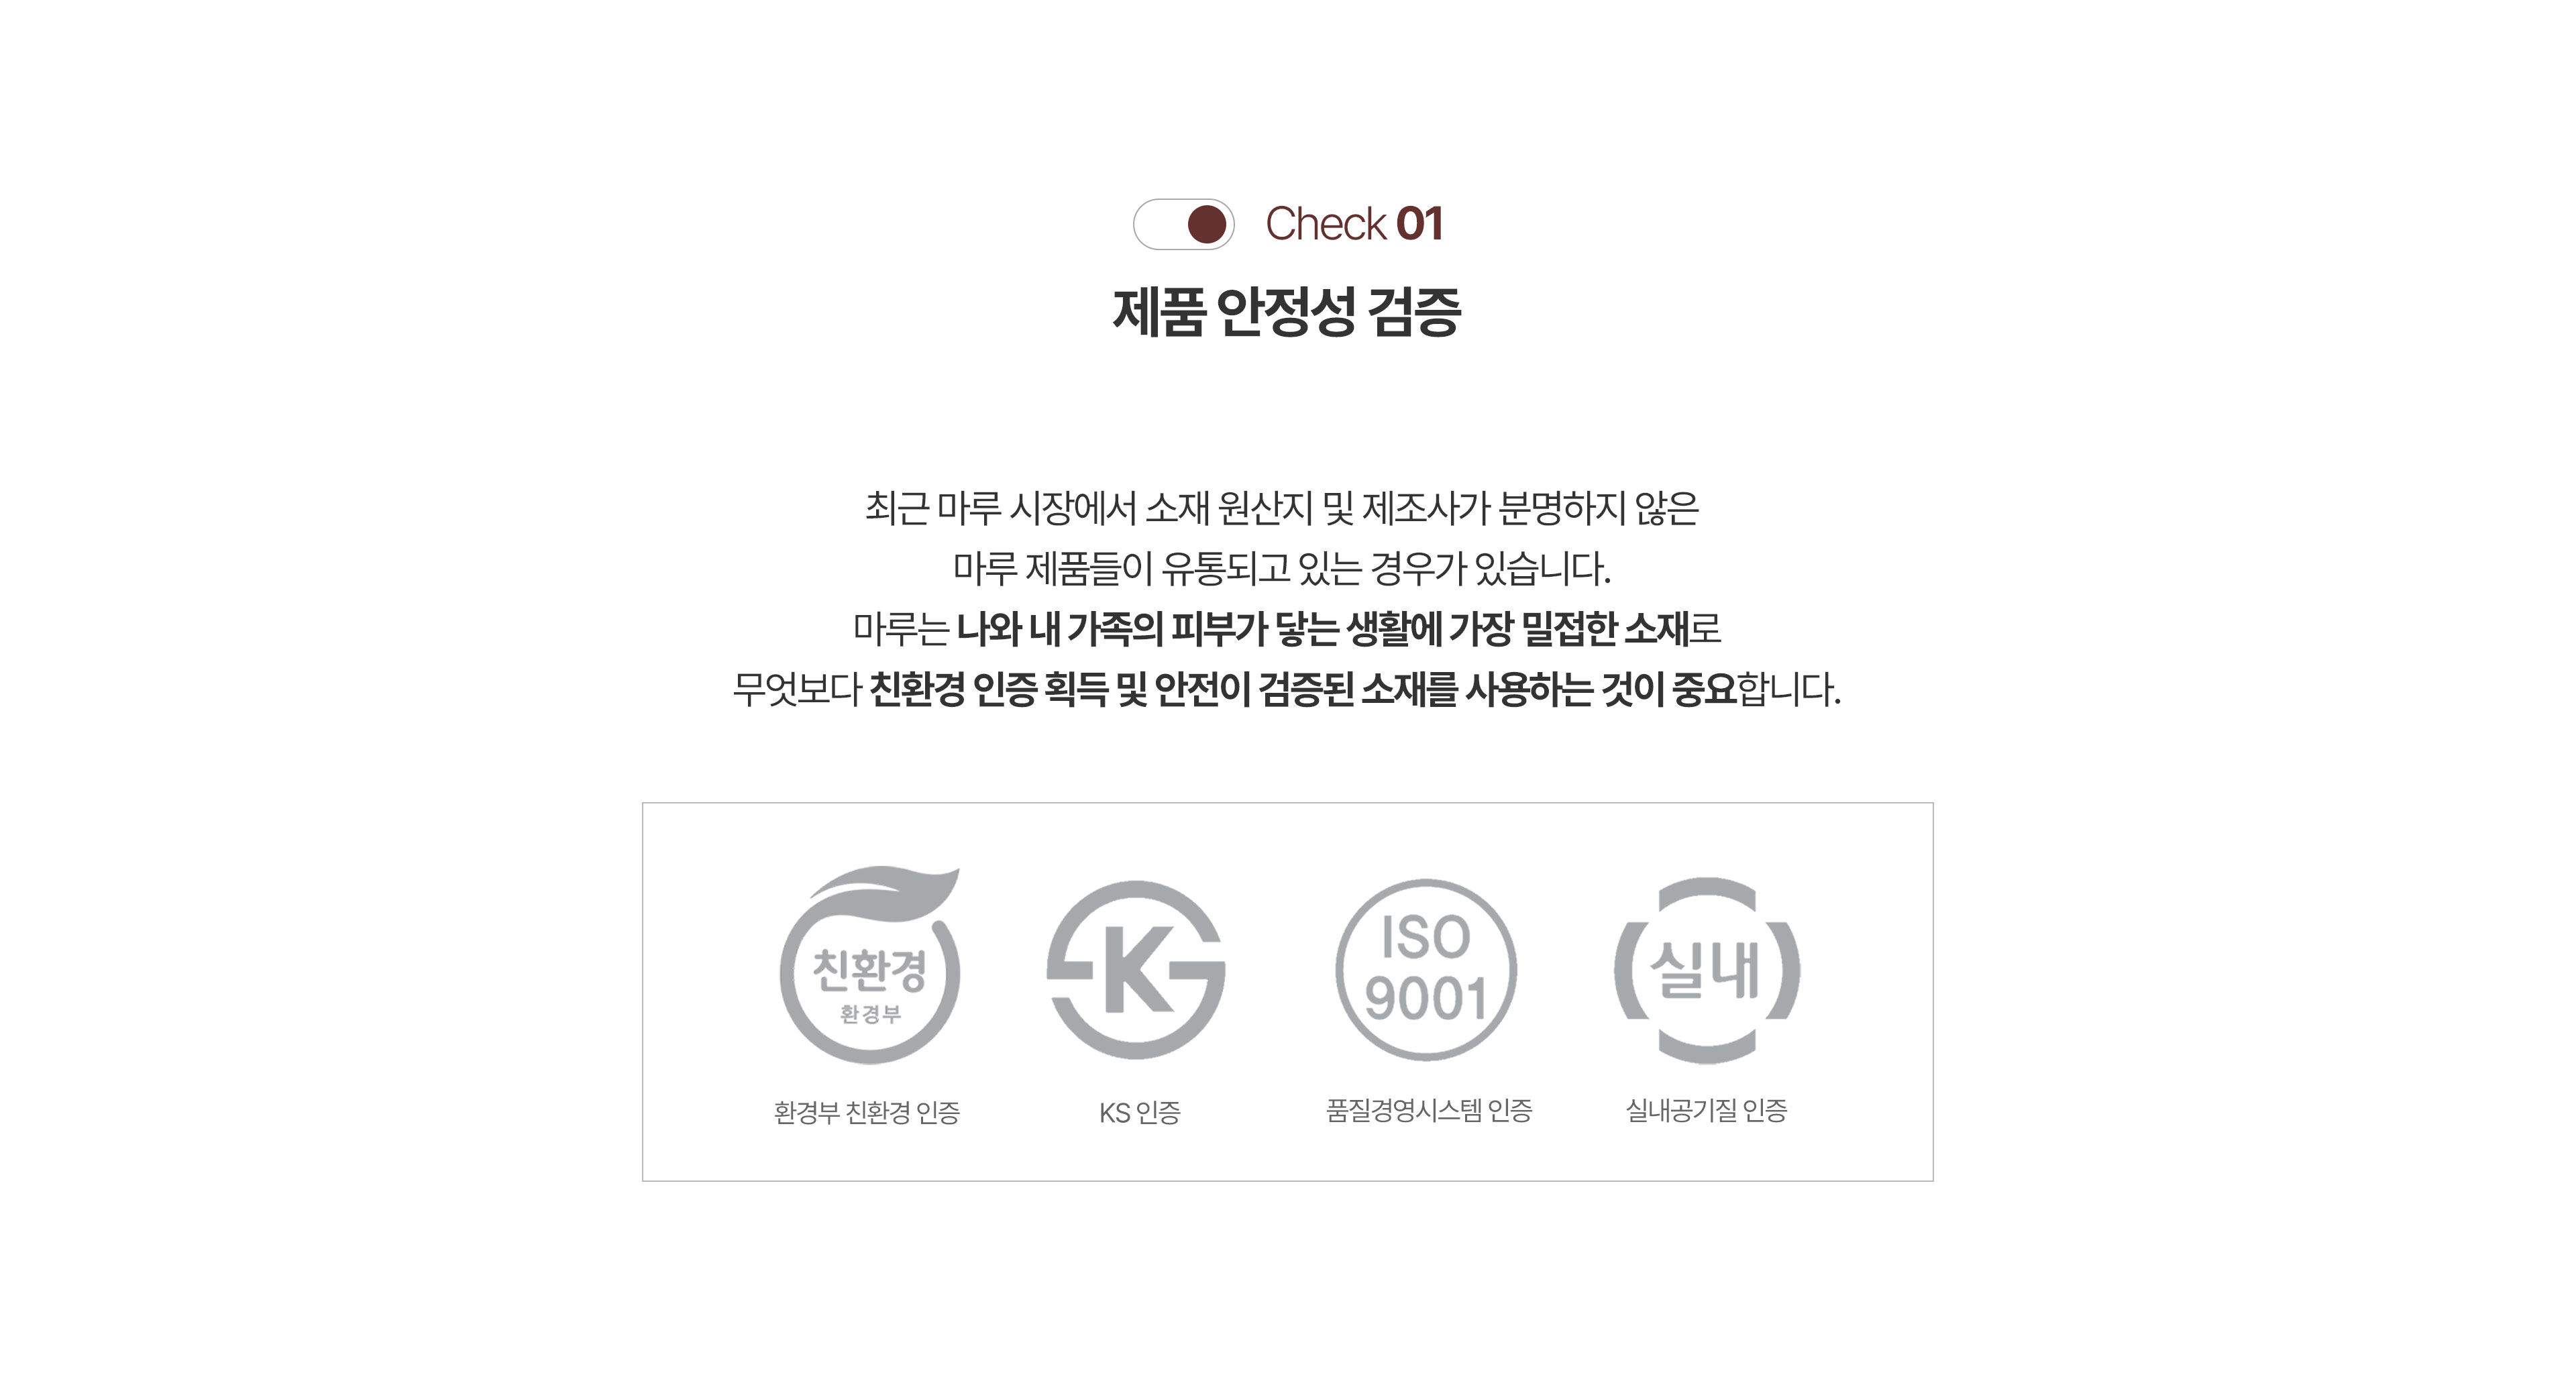 Check 01
제품 안정성 검증
최근 마루 시장에서 소재 원산지 및 제조사가 분명하지 않은
마루 제품들이 유통되고 있는 경우가 있습니다.
마루는 나와 내 가족의 피부가 닿는 생활에 가장 밀접한 소재로
무엇보다 친환경 인증 획득 및 안전이 검증된 소재를 사용하는 것이 중요합니다.
친환경
환경부
환경부 친환경 인증
K
KS 인증
ISO
9001
품질경영시스템 인증
실내
실내공기질 인증